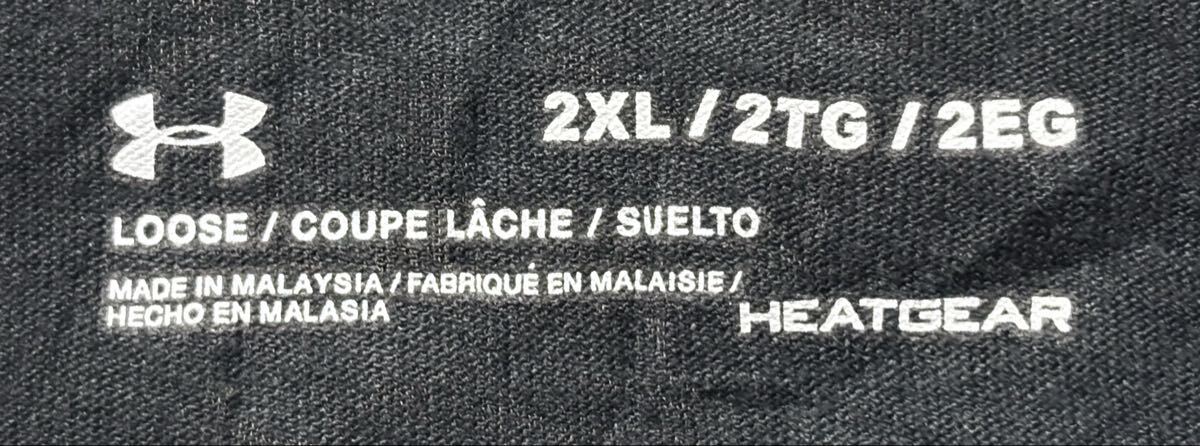 2XL / 2TG / 2EG
LOOSE / COUPE LÂCHE / SUELTO
MADE IN MALAYSIA / FABRIQUÉ EN MALAISIE /
HECHO EN MALASIA
HEATGEAR